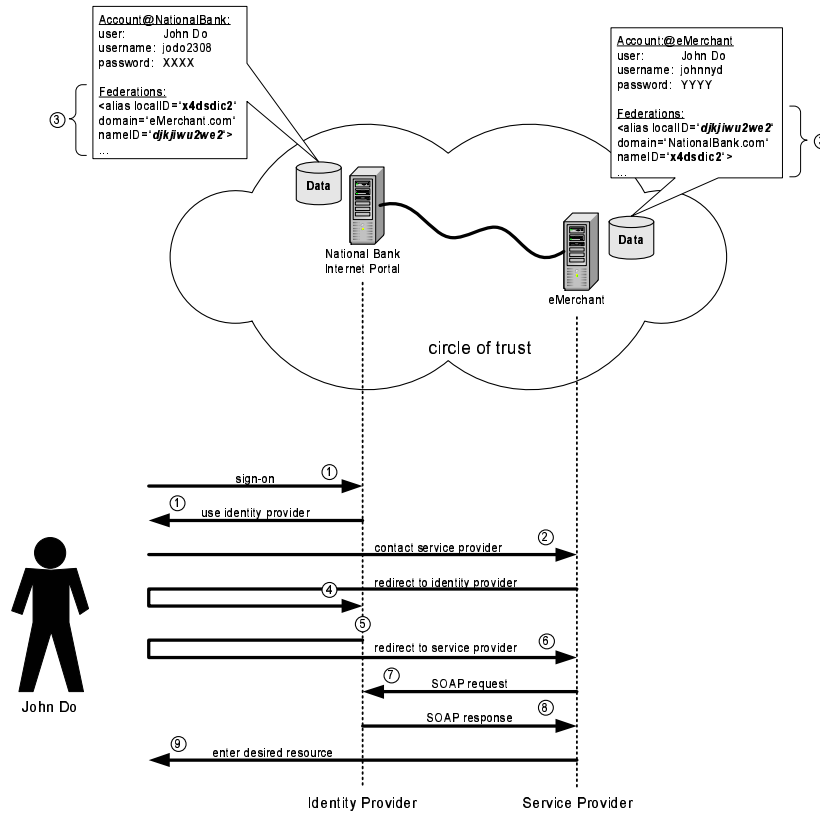 Account@NationalBank:
user: John Do
username: jodo2308
password: XXXX
Federations:
③
<alias localID=‘x4dsdic2‘
domain=‘eMerchant.com‘
nameID=‘djkjiwu2we2‘>
...
Account:@eMerchant
user: John Do
username: johnnyd
password: YYYY
Federations:
<alias localID=‘djkjiwu2we2‘
domain=‘NationalBank.com‘
nameID=‘x4dsdic2‘>
...
Data
Data
National Bank
Internet Portal
eMerchant
circle of trust
sign-on ①
① use identity provider
contact service provider ②
redirect to identity provider
④
⑤
redirect to service provider ⑥
⑦ SOAP request
SOAP response ⑧
⑨ enter desired resource
John Do
Identity Provider
Service Provider